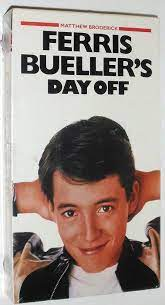 MATTHEW BRODERICK
FERRIS
BUELLER'S
DAY OFF